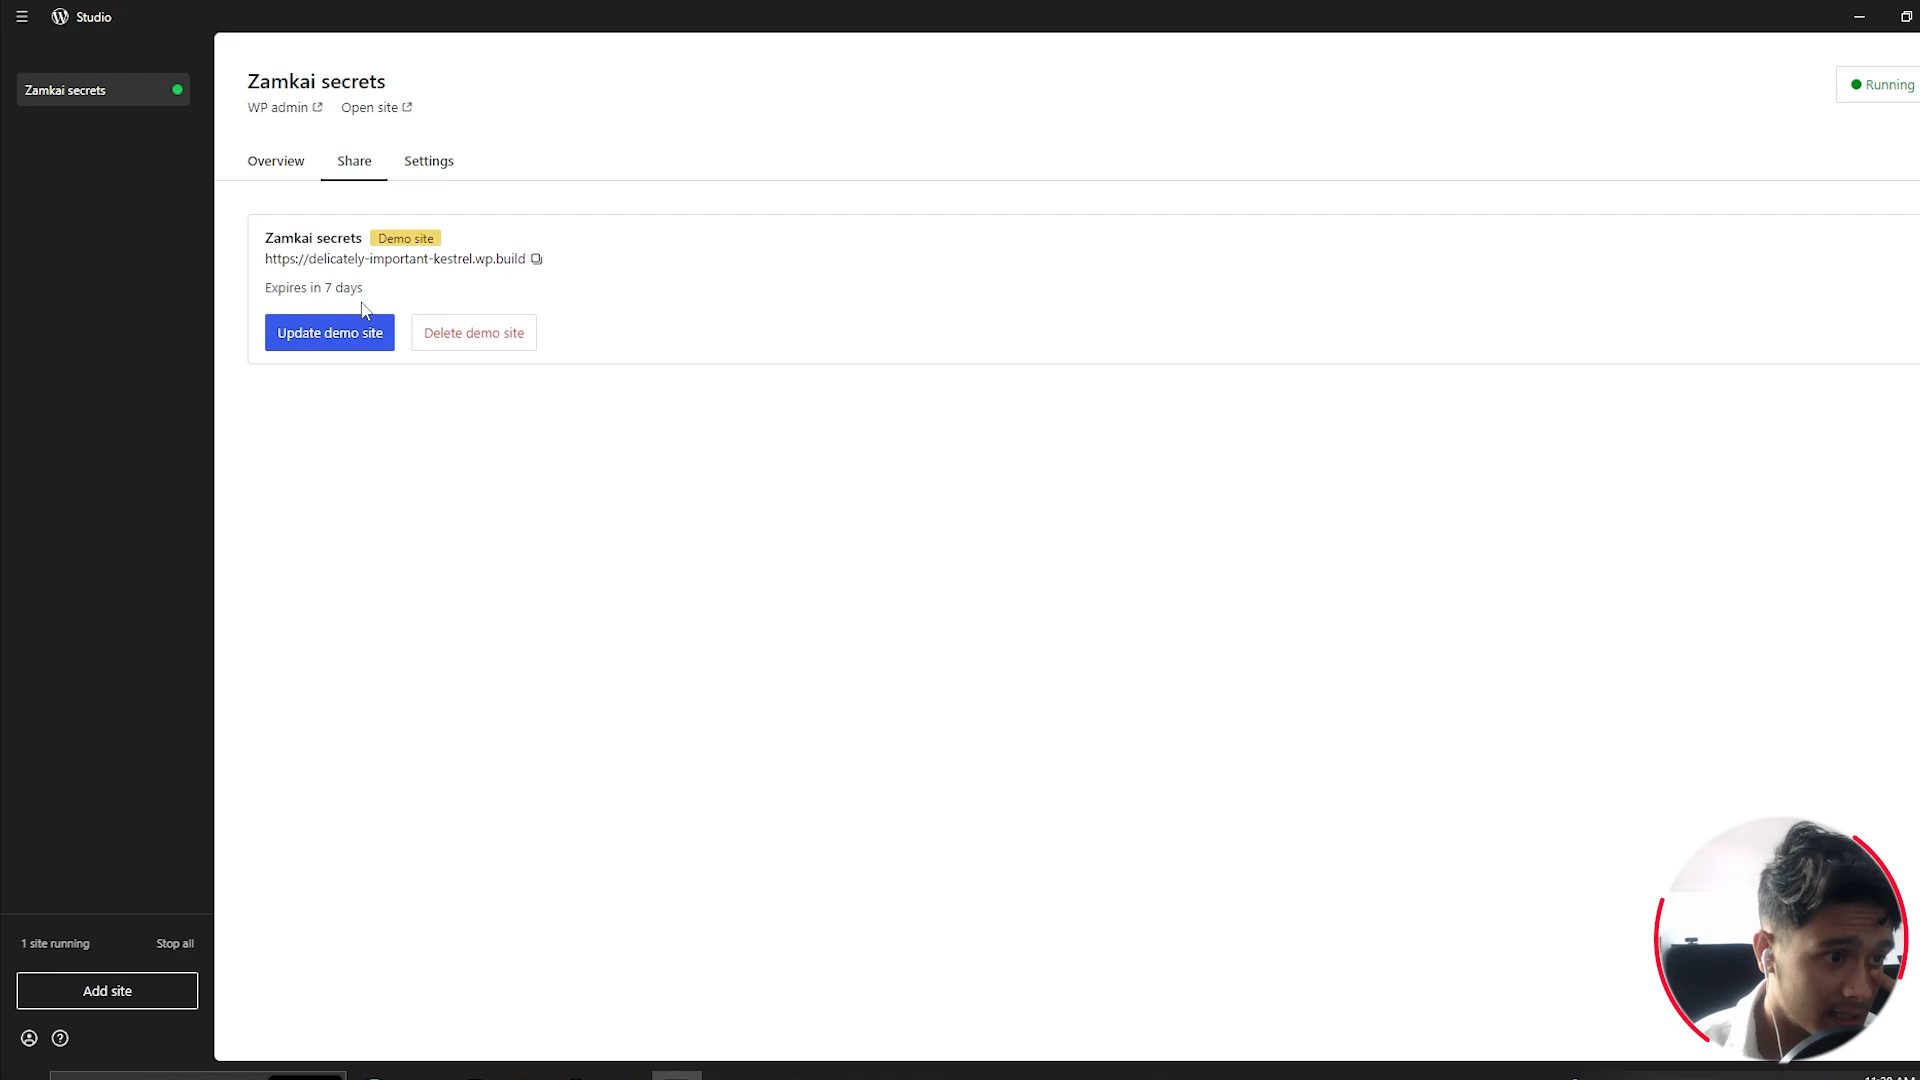 Studio
Zamkai secrets
Zamkai secrets
WP admin
Open site
Running
Overview
Share
Settings
Zamkai secrets
Demo site
https://delicately-important-kestrel.wp.build
Expires in 7 days
Update demo site
Delete demo site
1 site running
Stop all
Add site